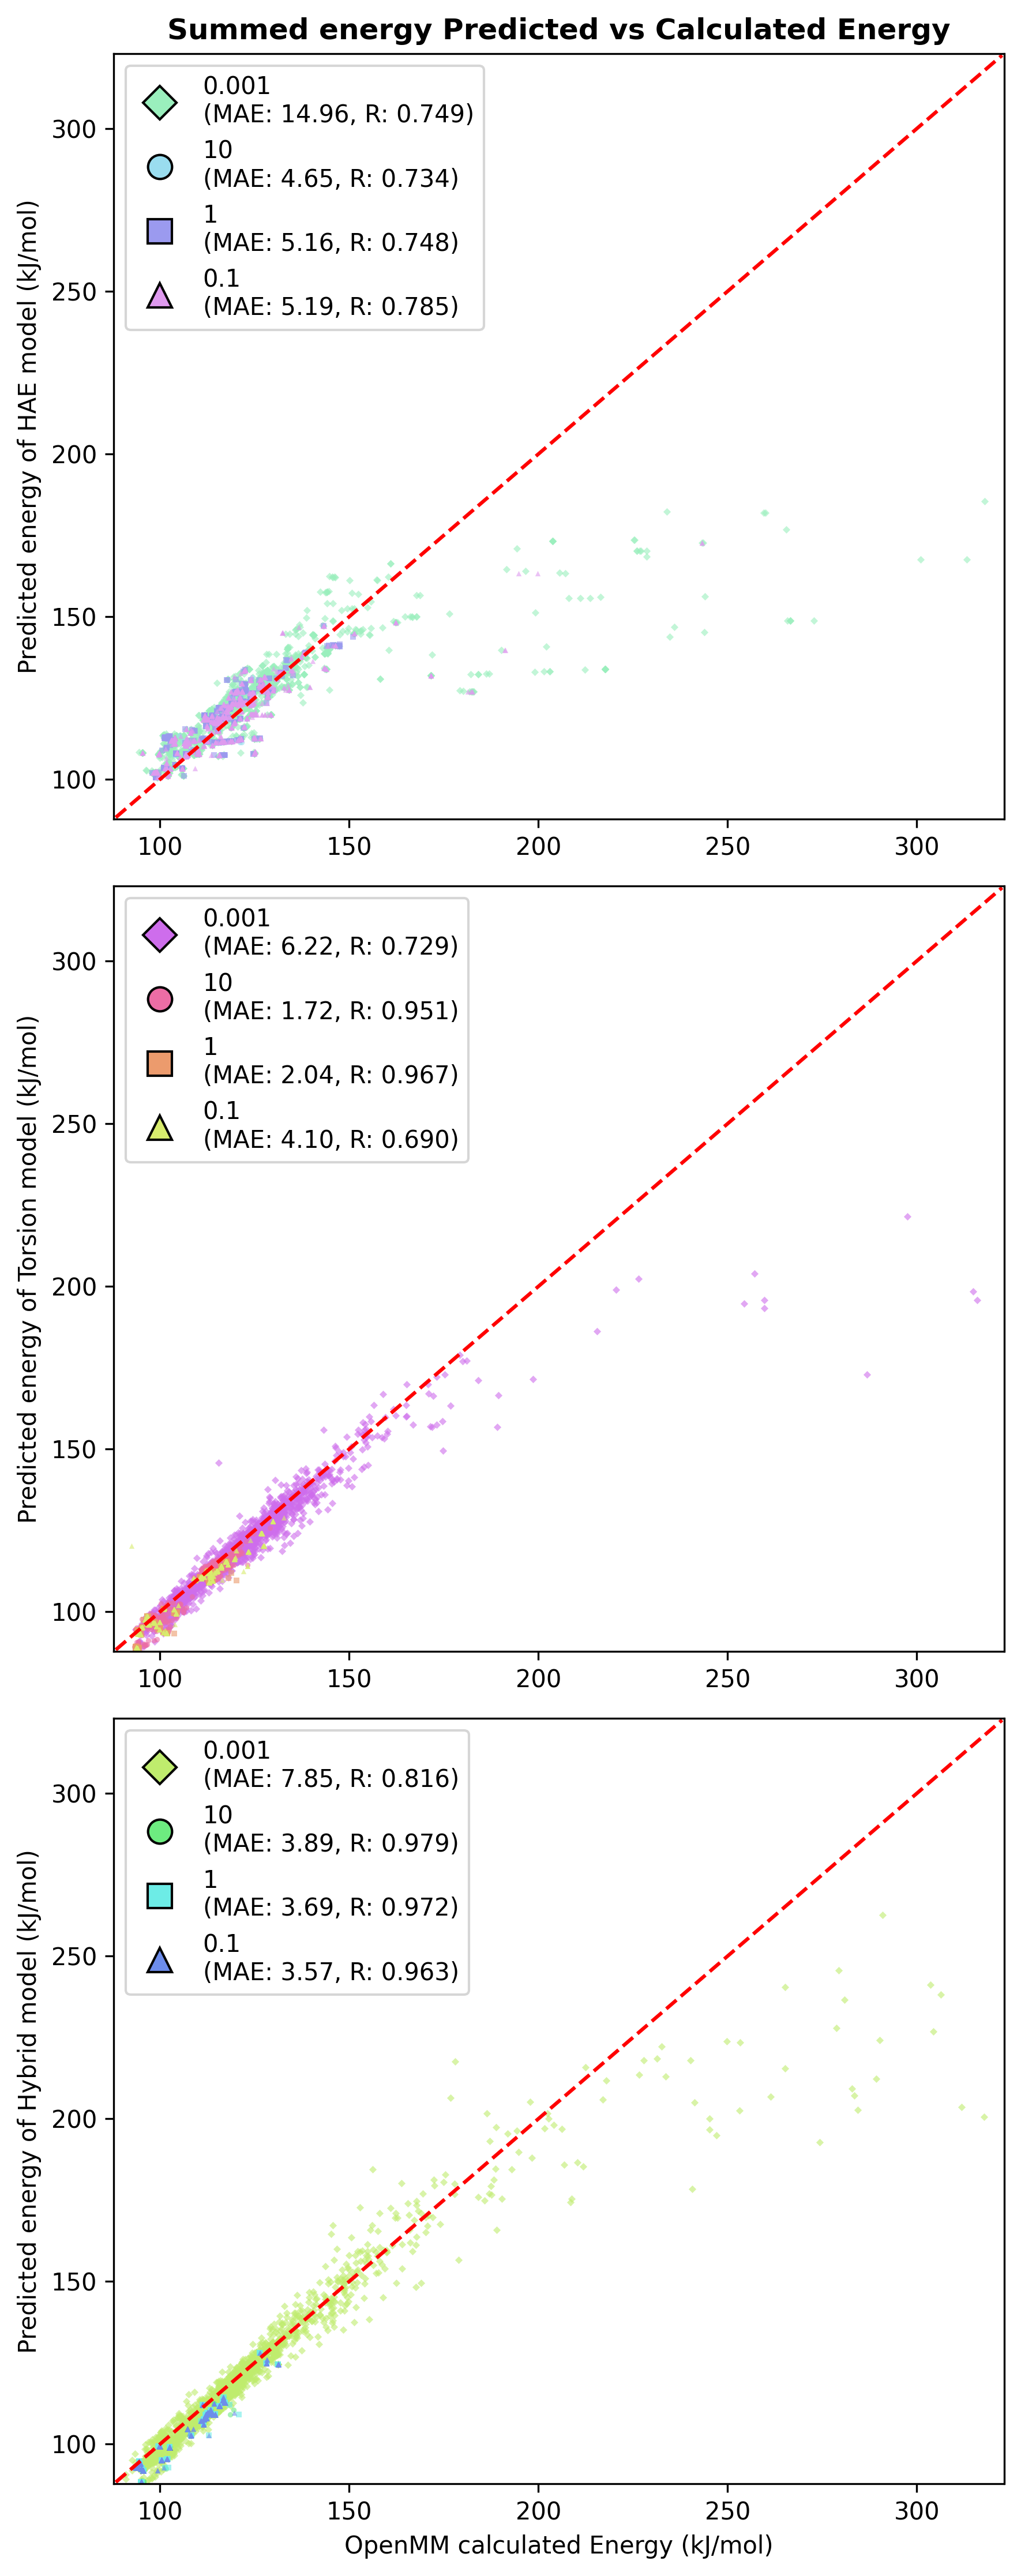 Summed energy Predicted vs Calculated Energy
0.001
(MAE: 14.96, R: 0.749)
10
(MAE: 4.65, R: 0.734)
1
(MAE: 5.16, R: 0.748)
0.1
(MAE: 5.19, R: 0.785)
Predicted energy of HAE model (kJ/mol)
300
250
200
150
100
100 150 200 250 300
0.001
(MAE: 6.22, R: 0.729)
10
(MAE: 1.72, R: 0.951)
1
(MAE: 2.04, R: 0.967)
0.1
(MAE: 4.10, R: 0.690)
Predicted energy of Torsion model (kJ/mol)
300
250
200
150
100
100 150 200 250 300
0.001
(MAE: 7.85, R: 0.816)
10
(MAE: 3.89, R: 0.979)
1
(MAE: 3.69, R: 0.972)
0.1
(MAE: 3.57, R: 0.963)
Predicted energy of Hybrid model (kJ/mol)
300
250
200
150
100
100 150 200 250 300
OpenMM calculated Energy (kJ/mol)